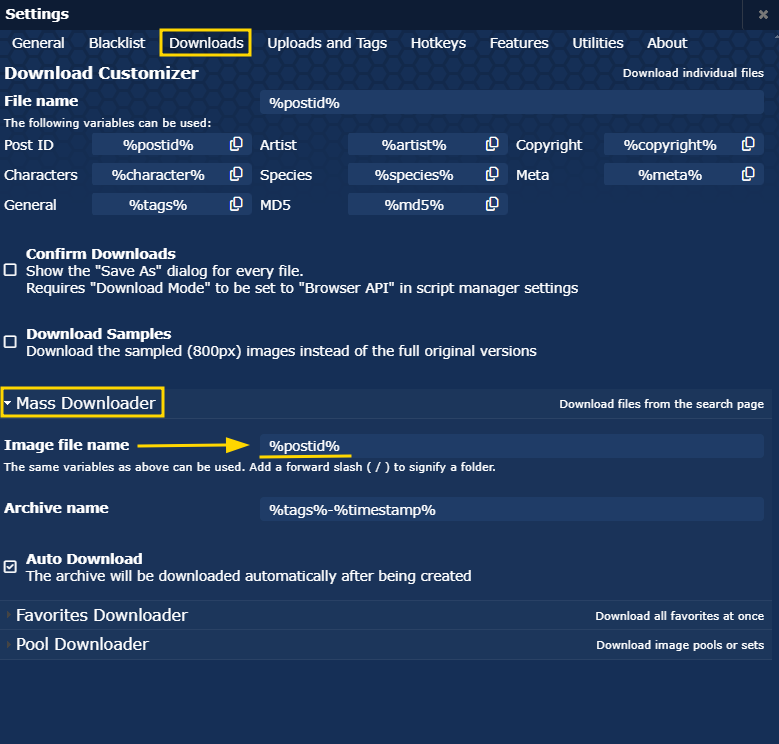 Settings
General Blacklist Downloads Uploads and Tags Hotkeys Features Utilities About
Download Customizer Download individual files
File name %postid%
The following variables can be used:
Post ID %postid% Artist %artist% Copyright %copyright%
Characters %character% Species %species% Meta %meta%
General %tags% MD5 %md5%
Confirm Downloads
Show the "Save As" dialog for every file.
Requires "Download Mode" to be set to "Browser API" in script manager settings
Download Samples
Download the sampled (800px) images instead of the full original versions
Mass Downloader Download files from the search page
Image file name %postid%
The same variables as above can be used. Add a forward slash ( / ) to signify a folder.
Archive name %tags%-%timestamp%
Auto Download
The archive will be downloaded automatically after being created
Favorites Downloader Download all favorites at once
Pool Downloader Download image pools or sets